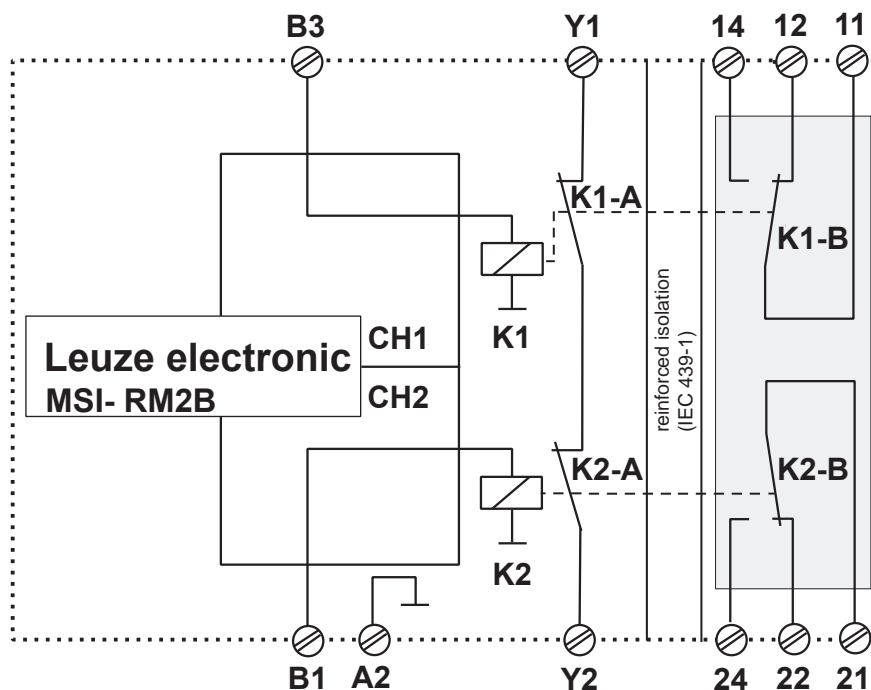 B3 Y1 14 12 11
K1-A
K1-B
K1
reinforced isolation
(IEC 439-1)
CH1
Leuze electronic
MSI- RM2B
CH2
K2-A
K2-B
K2
B1 A2 Y2 24 22 21